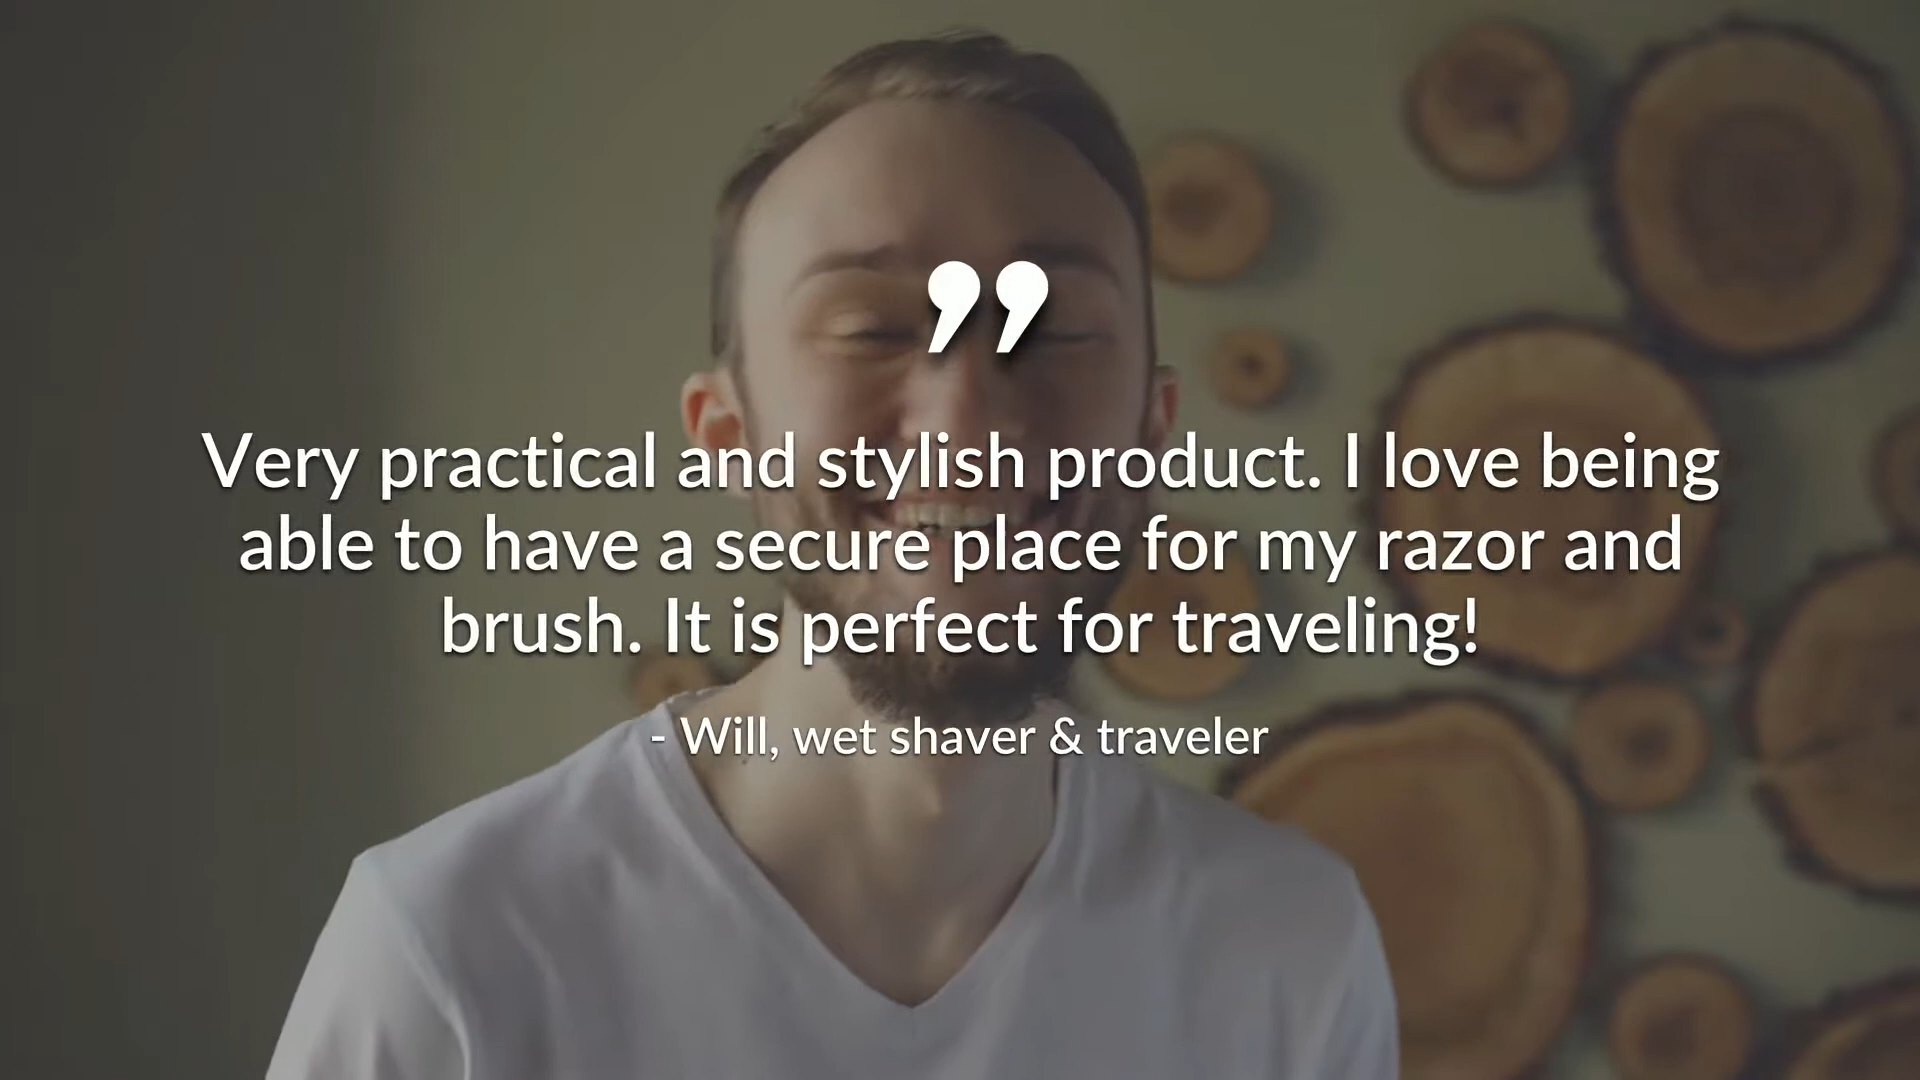 ”
Very practical and stylish product. I love being
able to have a secure place for my razor and
brush. It is perfect for traveling!
- Will, wet shaver & traveler